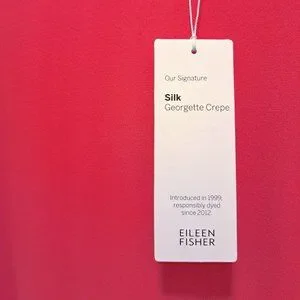 Our Signature
Silk
Georgette Crepe
Introduced in 1999,
responsibly dyed
since 2012.
EILEEN
FISHER